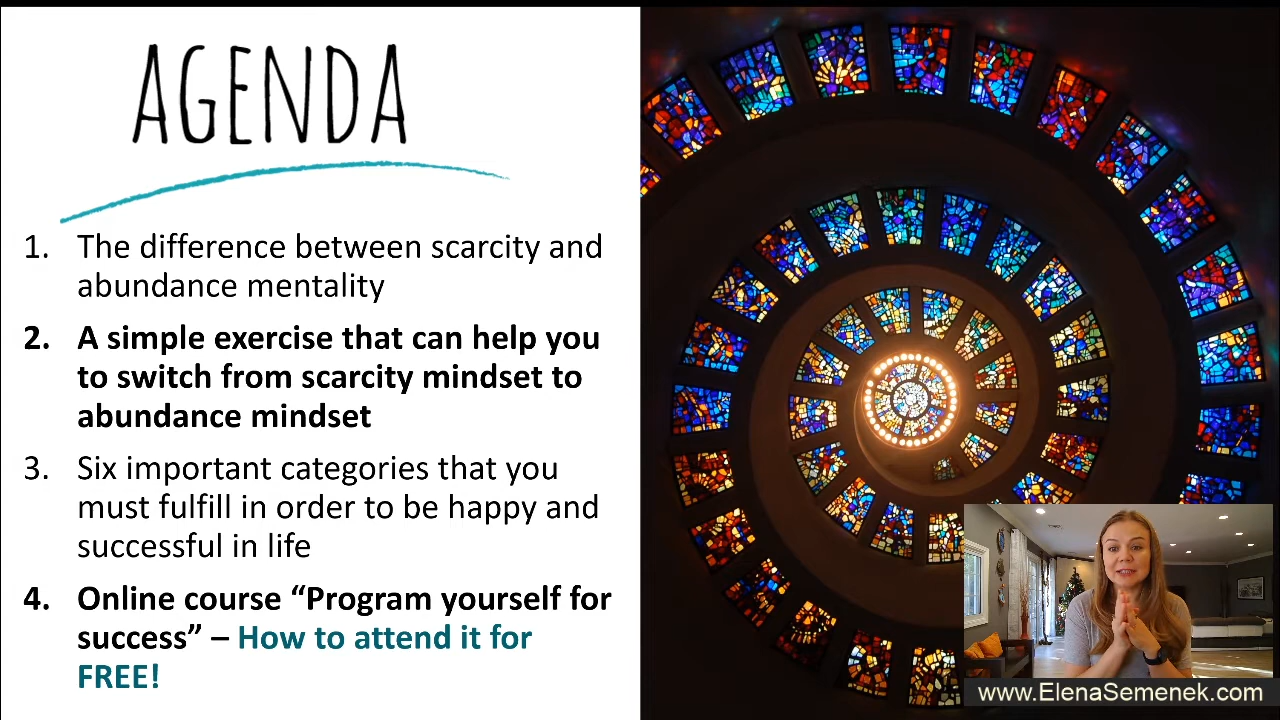 AGENDA
1. The difference between scarcity and
abundance mentality
2. A simple exercise that can help you
to switch from scarcity mindset to
abundance mindset
3. Six important categories that you
must fulfill in order to be happy and
successful in life
4. Online course “Program yourself for
success” – How to attend it for
FREE!
www.ElenaSemenek.com